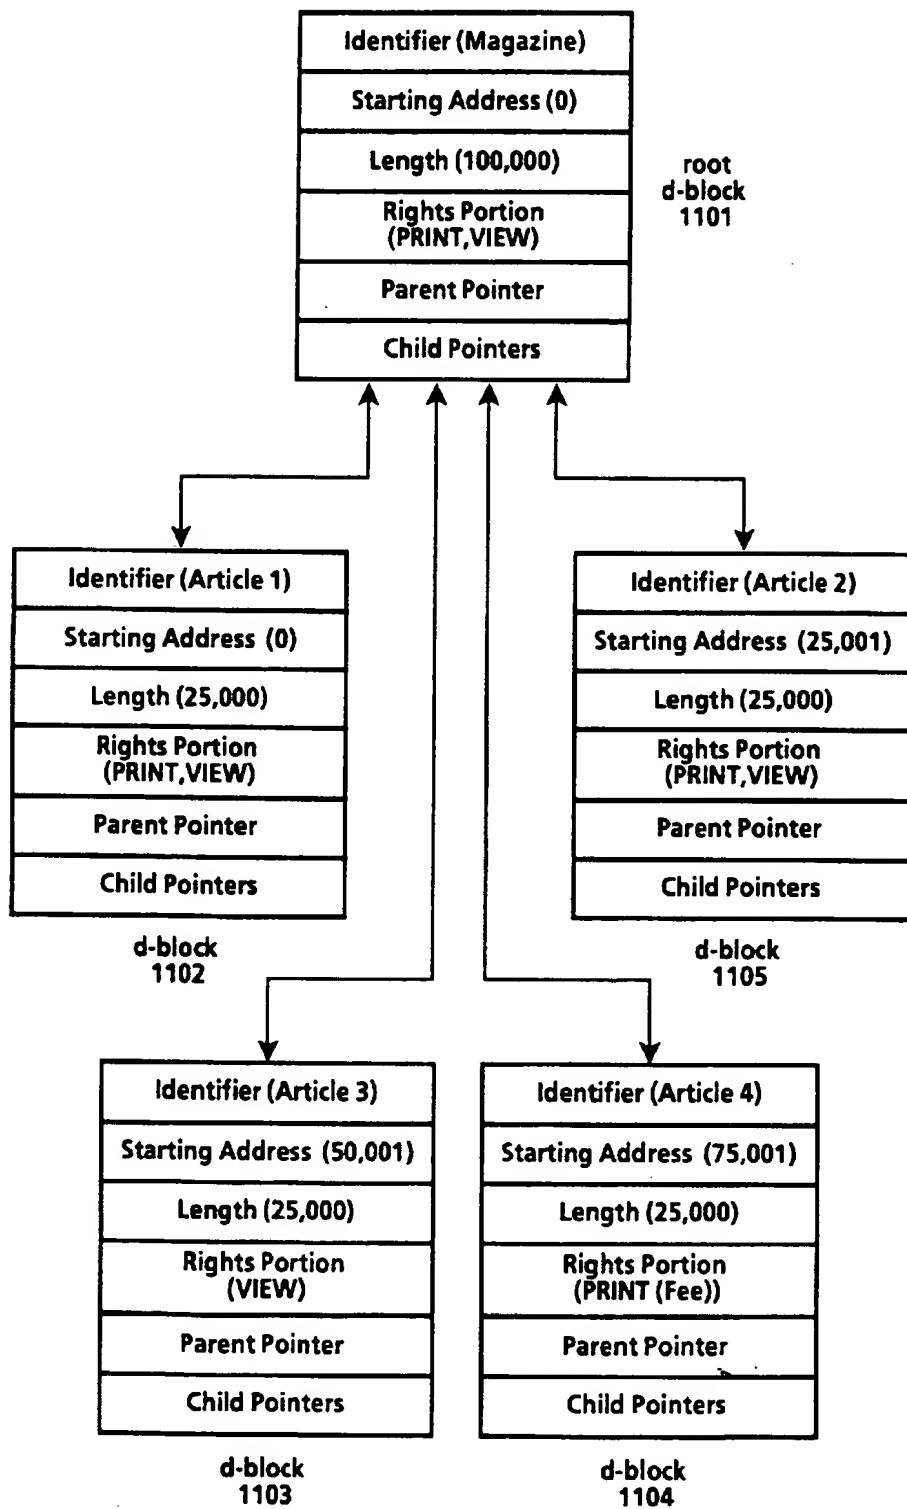 Identifier (Magazine)
Starting Address (0)
Length (100,000)
Rights Portion
(PRINT,VIEW)
Parent Pointer
Child Pointers
root
d-block
1101
Identifier (Article 1)
Starting Address (0)
Length (25,000)
Rights Portion
(PRINT,VIEW)
Parent Pointer
Child Pointers
d-block
1102
Identifier (Article 2)
Starting Address (25,001)
Length (25,000)
Rights Portion
(PRINT,VIEW)
Parent Pointer
Child Pointers
d-block
1105
Identifier (Article 3)
Starting Address (50,001)
Length (25,000)
Rights Portion
(VIEW)
Parent Pointer
Child Pointers
d-block
1103
Identifier (Article 4)
Starting Address (75,001)
Length (25,000)
Rights Portion
(PRINT (Fee))
Parent Pointer
Child Pointers
d-block
1104